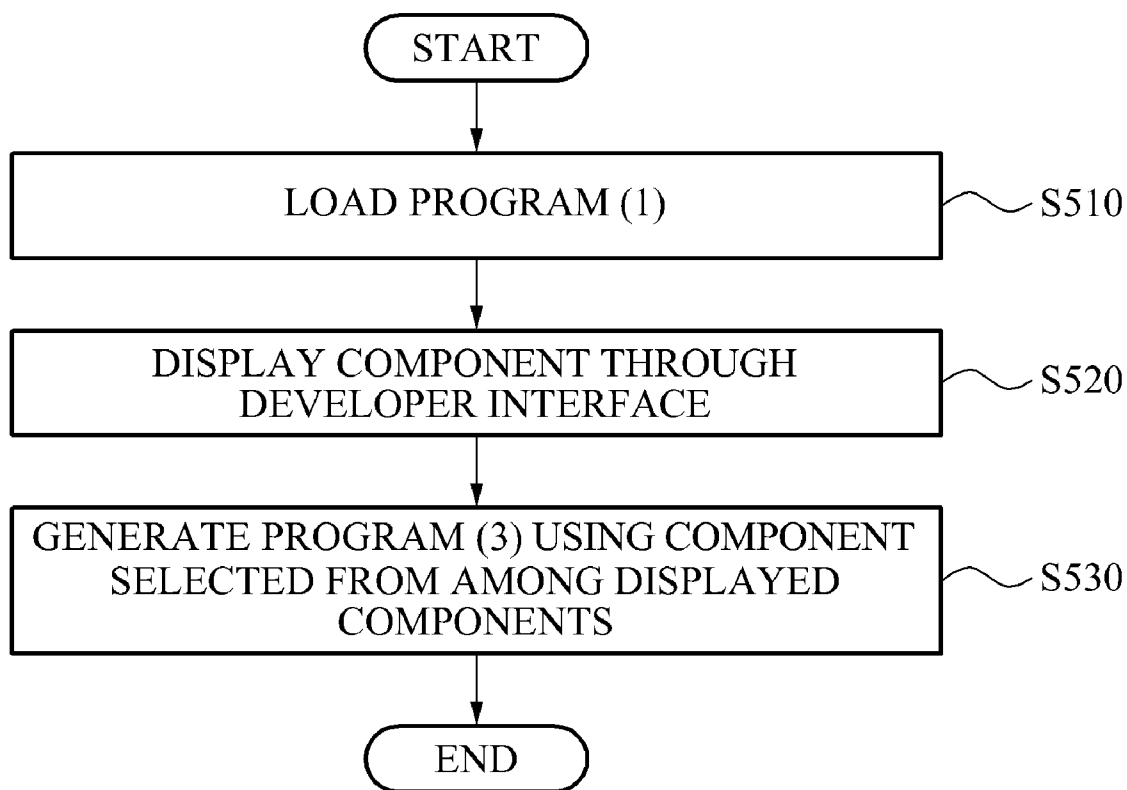 START
LOAD PROGRAM (1)
S510
DISPLAY COMPONENT THROUGH
DEVELOPER INTERFACE
S520
GENERATE PROGRAM (3) USING COMPONENT
SELECTED FROM AMONG DISPLAYED
COMPONENTS
S530
END